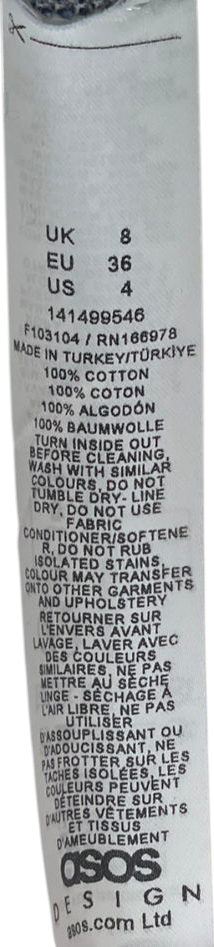 UK 8
EU 36
US 4
141499546
F103104 / RN166978
MADE IN TURKEY/TÜRKİYE
100% COTTON
100% COTON
100% ALGODÓN
100% BAUMWOLLE
TURN INSIDE OUT
BEFORE CLEANING,
WASH WITH SIMILAR
COLOURS, DO NOT
TUMBLE DRY- LINE
DRY, DO NOT USE
FABRIC
CONDITIONER/SOFTENE
R, DO NOT RUB
ISOLATED STAINS,
COLOUR MAY TRANSFER
ONTO OTHER GARMENTS
AND UPHOLSTERY
RETOURNER SUR
L'ENVERS AVANT
LAVAGE, LAVER AVEC
DES COULEURS
SIMILAIRES, NE PAS
METTRE AU SÈCHE
LINGE - SÉCHAGE À
L'AIR LIBRE, NE PAS
UTILISER
D'ASSOUPLISSANT OU
D'ADOUCISSANT, NE
PAS FROTTER SUR LES
TACHES ISOLÉES, LES
COULEURS PEUVENT
DÉTEINDRE SUR
D'AUTRES VÊTEMENTS
ET TISSUS
D'AMEUBLEMENT
asos
DESIGN
asos.com Ltd